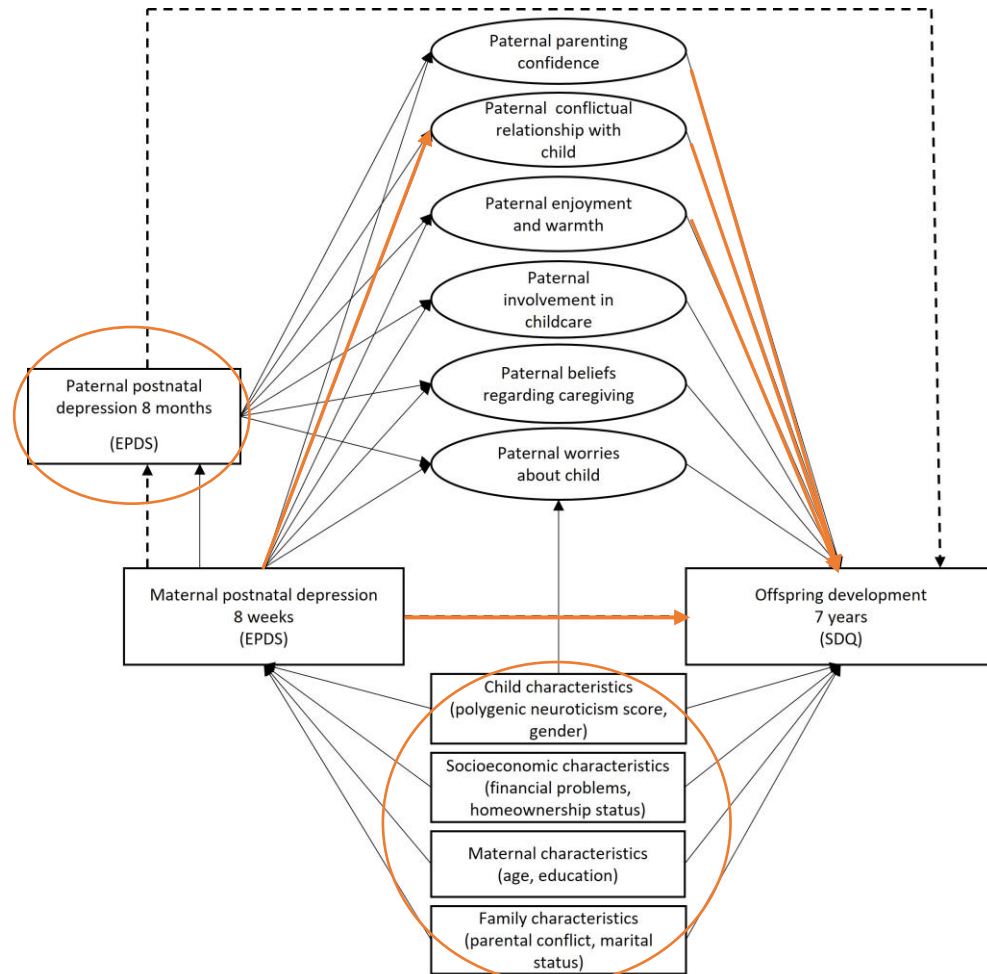 Paternal parenting
confidence
Paternal conflictual
relationship with
child
Paternal enjoyment
and warmth
Paternal
involvement in
childcare
Paternal beliefs
regarding caregiving
Paternal worries
about child
Paternal postnatal
depression 8 months
(EPDS)
Maternal postnatal depression
8 weeks
(EPDS)
Offspring development
7 years
(SDQ)
Child characteristics
(polygenic neuroticism score,
gender)
Socioeconomic characteristics
(financial problems,
homeownership status)
Maternal characteristics
(age, education)
Family characteristics
(parental conflict, marital
status)